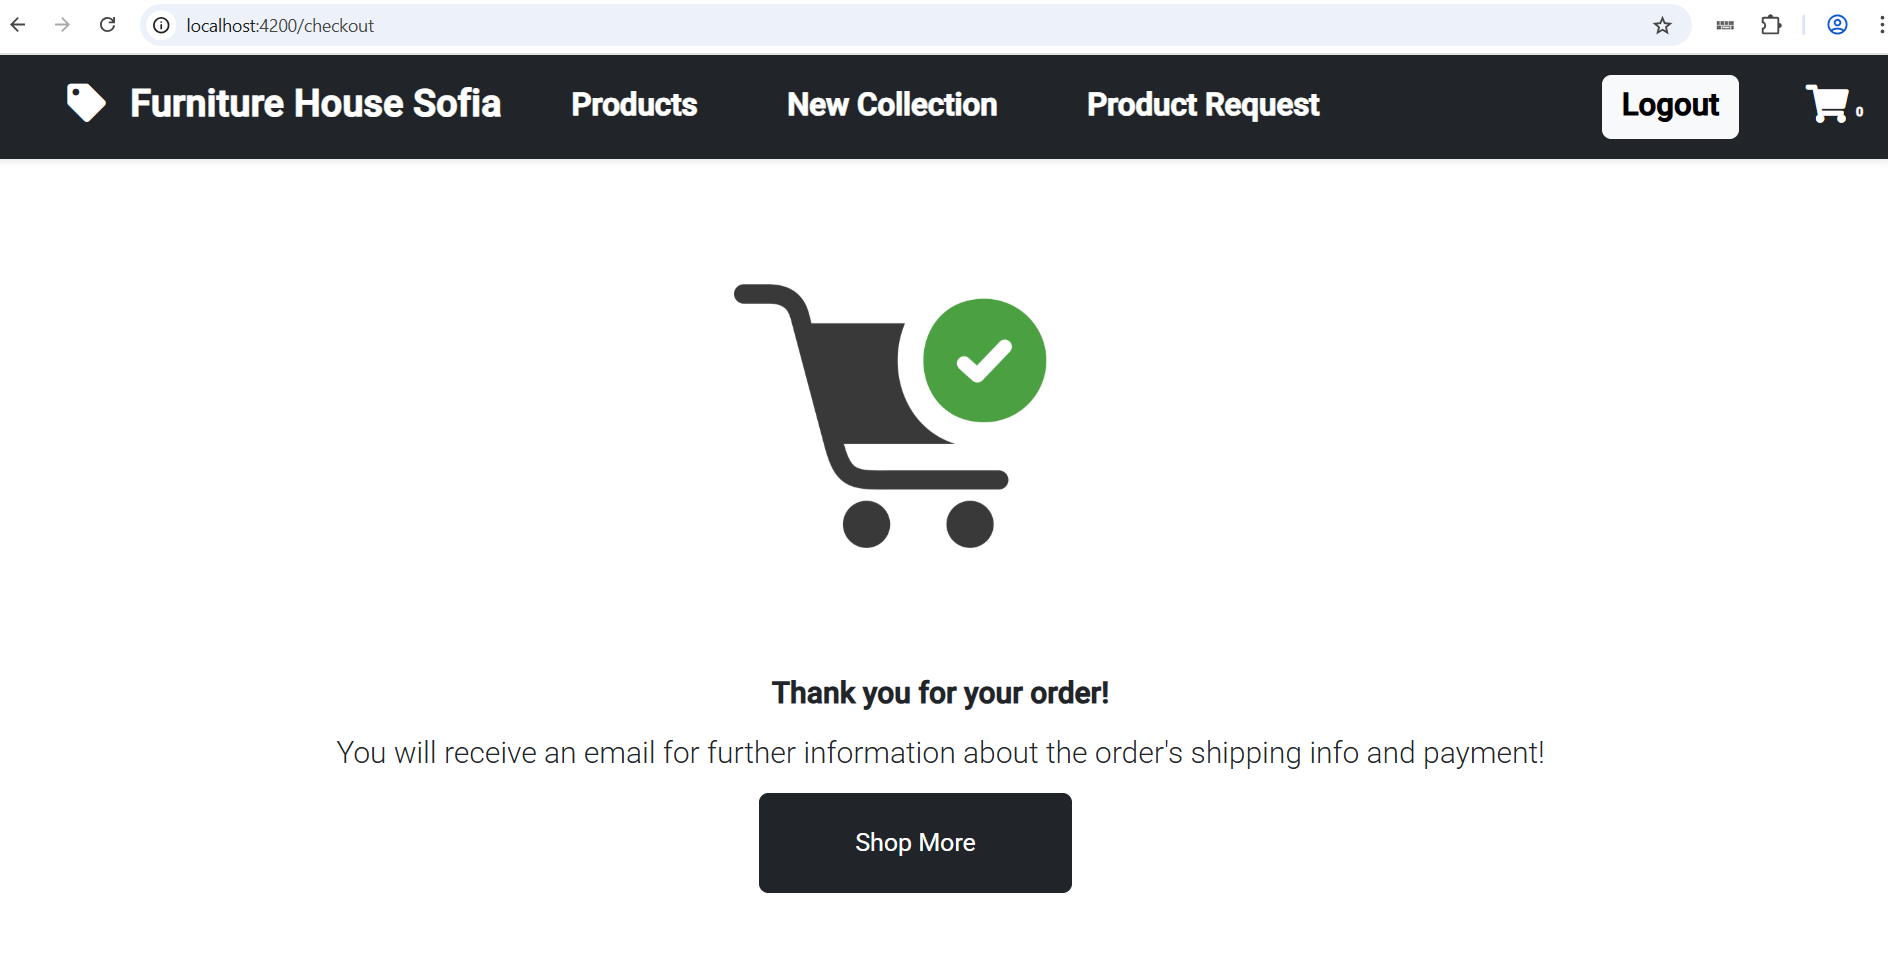 localhost:4200/checkout
Furniture House Sofia Products New Collection Product Request Logout 0
Thank you for your order!
You will receive an email for further information about the order's shipping info and payment!
Shop More